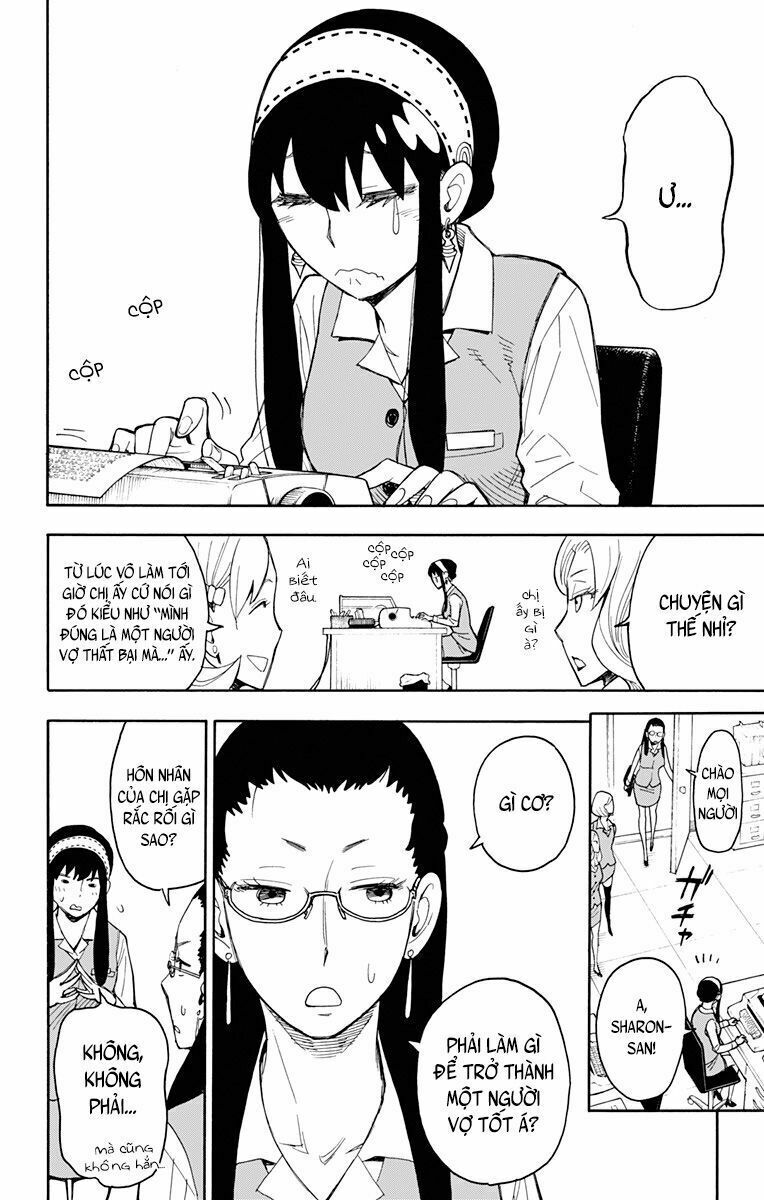 Ư...
CỘP
CỘP
CHUYỆN GÌ
THẾ NHỈ?
chị
ấy bị
gì
à?
CỘP
CỘP
CỘP
CỘP
Ai
biết
đâu
TỪ LÚC VÔ LÀM TỚI
GIỜ CHỊ ẤY CỨ NÓI GÌ
ĐÓ KIỂU NHƯ “MÌNH
ĐÚNG LÀ MỘT NGƯỜI
VỢ THẤT BẠI MÀ...” ẤY.
CHÀO
MỌI
NGƯỜI
ガチャ
A,
SHARON-
SAN!
GÌ CƠ?
PHẢI LÀM GÌ
ĐỂ TRỞ THÀNH
MỘT NGƯỜI
VỢ TỐT Á?
HÔN NHÂN
CỦA CHỊ GẶP
RẮC RỐI GÌ
SAO?
KHÔNG,
KHÔNG
PHẢI...
mà cũng
không hẳn...